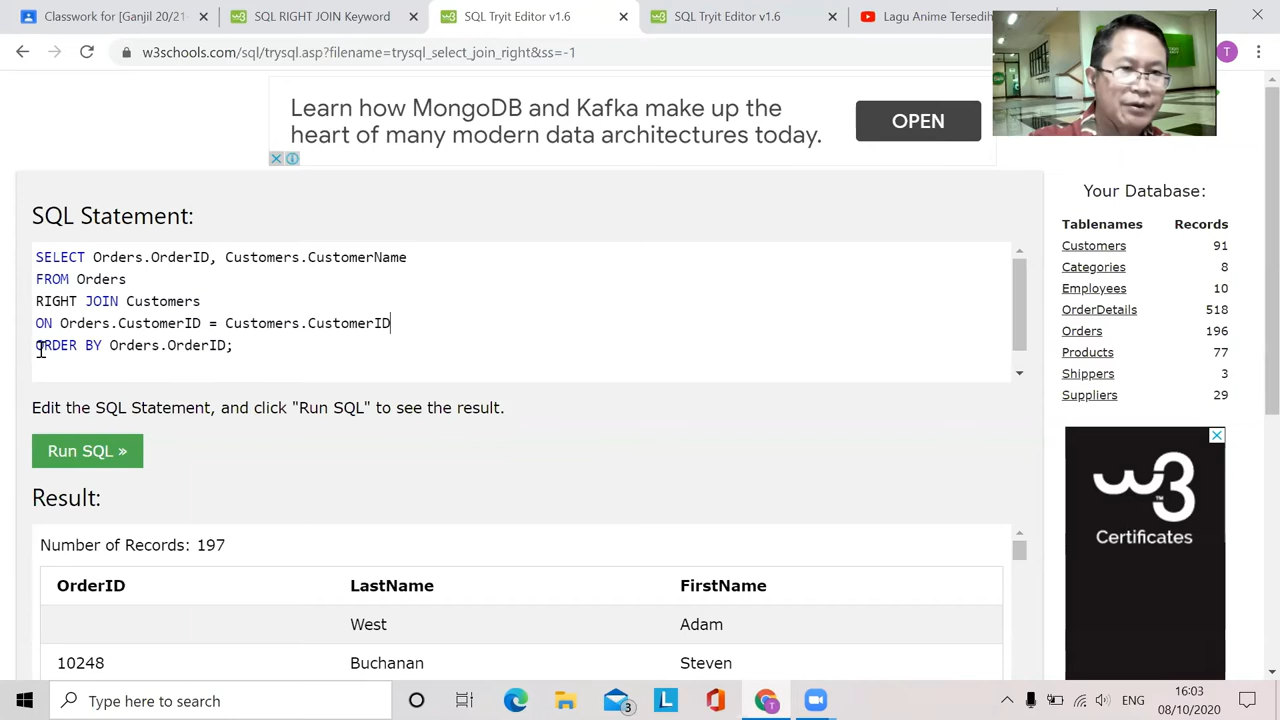 Classroom for [Ganjil 20/21
SQL RIGHT JOIN Keyword
SQL Tryit Editor v1.6
SQL Tryit Editor v1.6
Lagu Anime Tersedih
w3schools.com/sql/trysql.asp?filename=trysql_select_join_right&ss=-1
T
Learn how MongoDB and Kafka make up the
heart of many modern data architectures today.
OPEN
SQL Statement:
SELECT Orders.OrderID, Customers.CustomerName
FROM Orders
RIGHT JOIN Customers
ON Orders.CustomerID = Customers.CustomerID
ORDER BY Orders.OrderID;
Edit the SQL Statement, and click "Run SQL" to see the result.
Run SQL »
Result:
Number of Records: 197
OrderID LastName FirstName
West Adam
10248 Buchanan Steven
Your Database:
Tablenames Records
Customers 91
Categories 8
Employees 10
OrderDetails 518
Orders 196
Products 77
Shippers 3
Suppliers 29
w3
TM
Certificates
Type here to search
3
L
T
ENG
16:03
08/10/2020